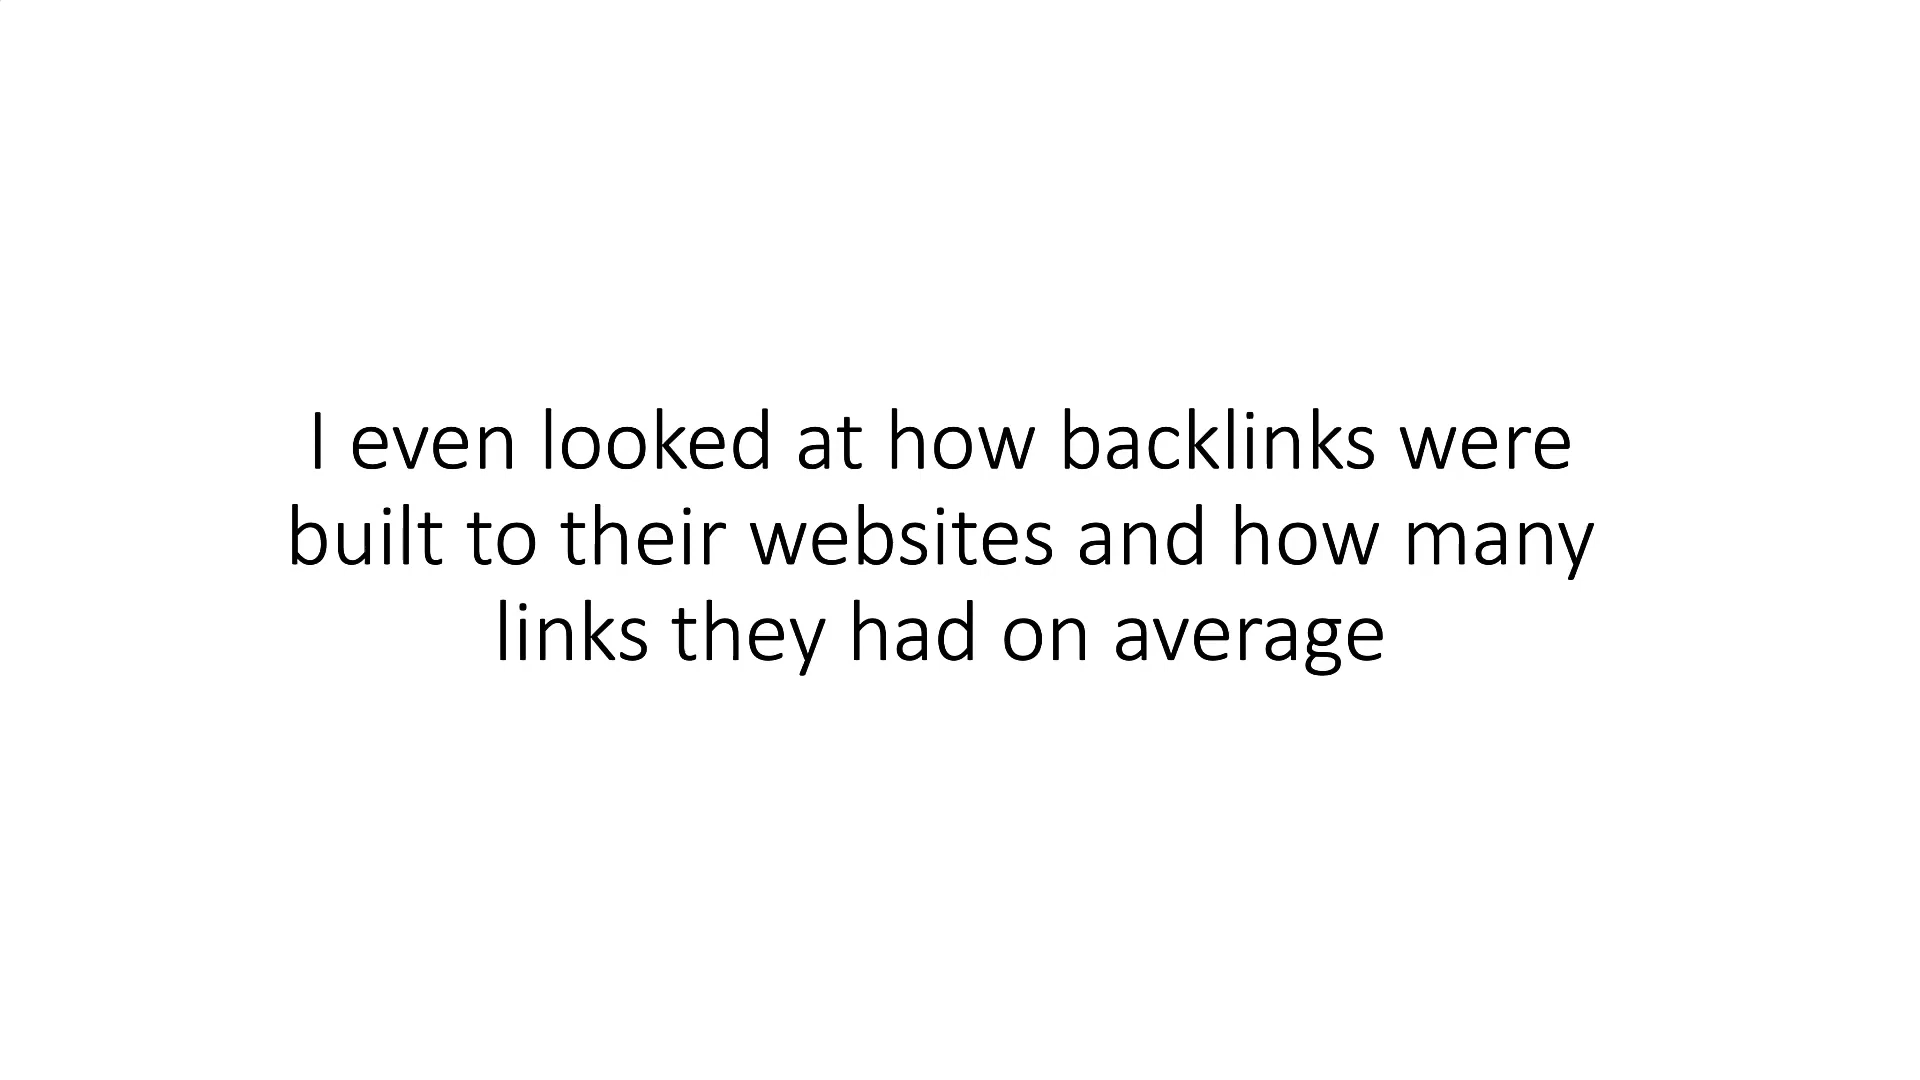 I even looked at how backlinks were
built to their websites and how many
links they had on average